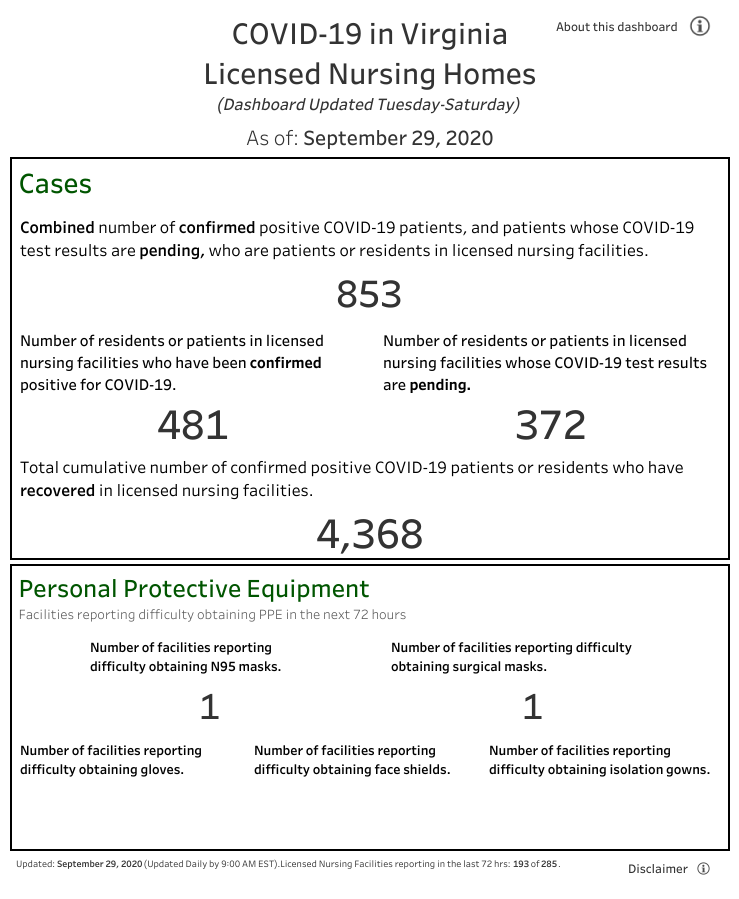 COVID-19 in Virginia
Licensed Nursing Homes
About this dashboard
(Dashboard Updated Tuesday-Saturday)
As of: September 29, 2020
Cases
Combined number of confirmed positive COVID-19 patients, and patients whose COVID-19
test results are pending, who are patients or residents in licensed nursing facilities.
853
Number of residents or patients in licensed
nursing facilities who have been confirmed
positive for COVID-19.
481
Number of residents or patients in licensed
nursing facilities whose COVID-19 test results
are pending.
372
Total cumulative number of confirmed positive COVID-19 patients or residents who have
recovered in licensed nursing facilities.
4,368
Personal Protective Equipment
Facilities reporting difficulty obtaining PPE in the next 72 hours
Number of facilities reporting
difficulty obtaining N95 masks.
1
Number of facilities reporting difficulty
obtaining surgical masks.
1
Number of facilities reporting
difficulty obtaining gloves.
Number of facilities reporting
difficulty obtaining face shields.
Number of facilities reporting
difficulty obtaining isolation gowns.
Updated: September 29, 2020 (Updated Daily by 9:00 AM EST).Licensed Nursing Facilities reporting in the last 72 hrs: 193 of 285.
Disclaimer